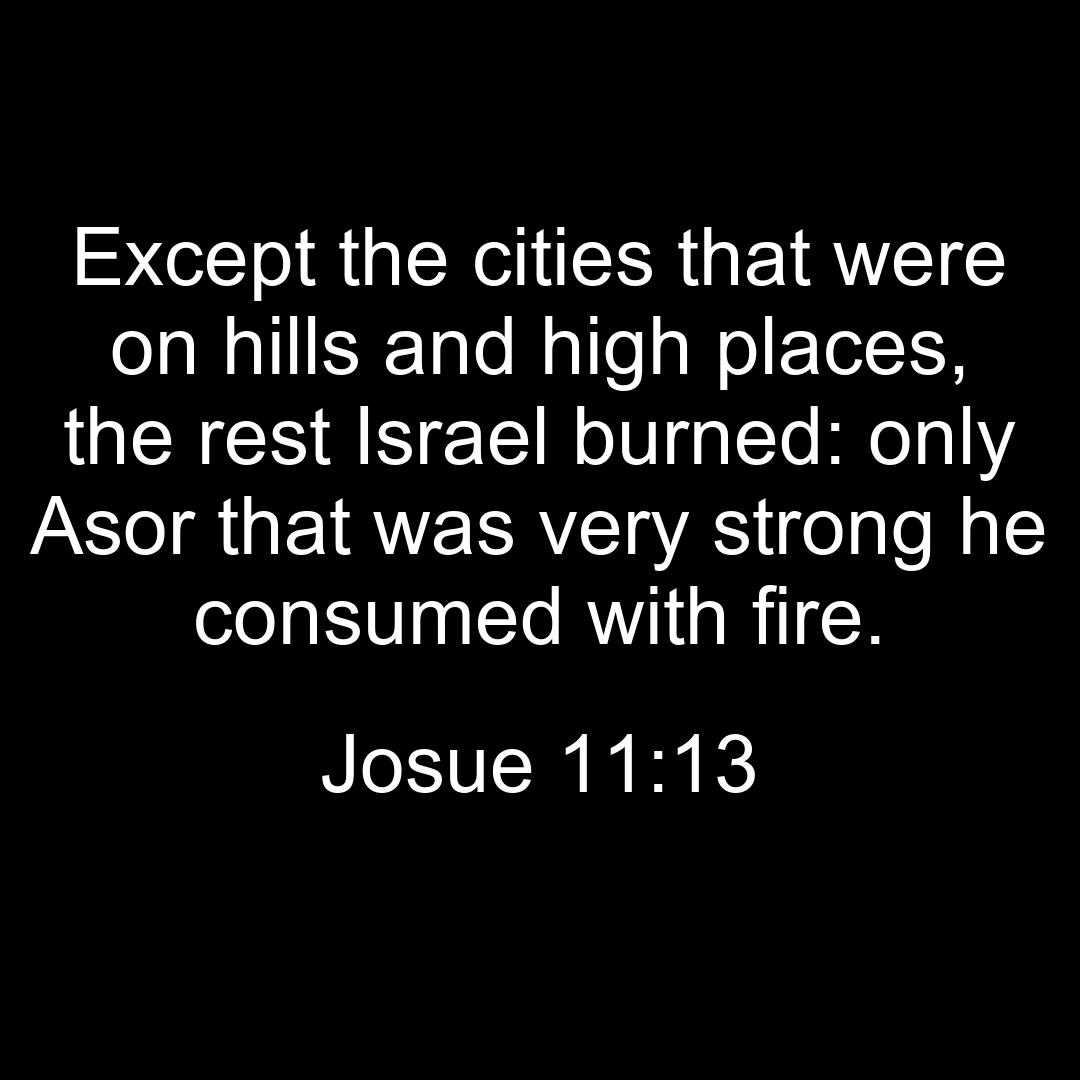 Except the cities that were
on hills and high places,
the rest Israel burned: only
Asor that was very strong he
consumed with fire.
Josue 11:13